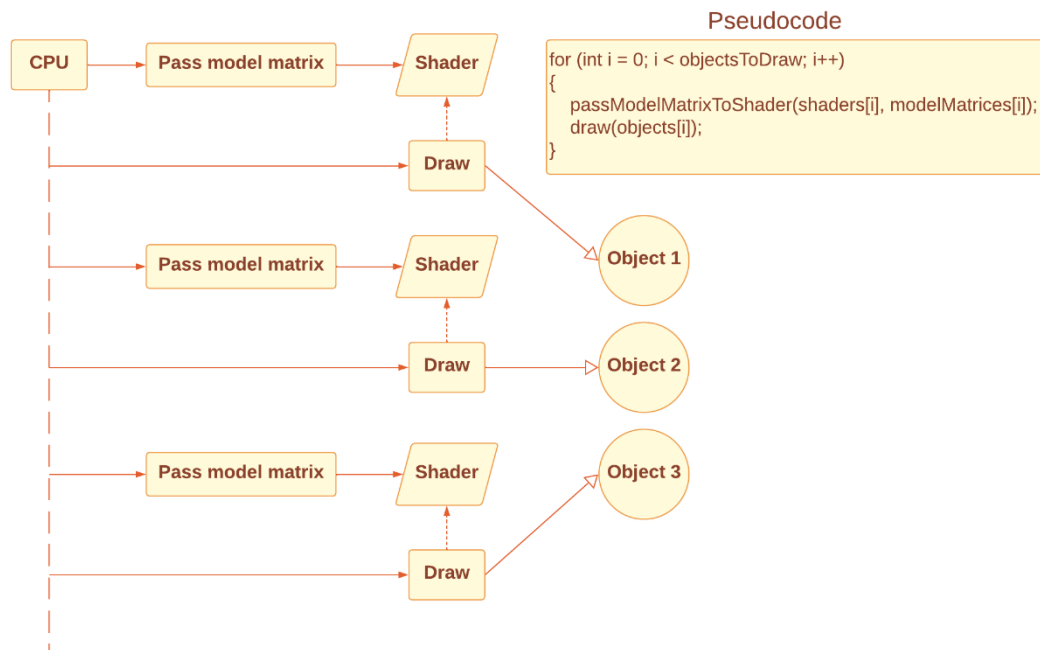 Pseudocode
CPU
Pass model matrix
Shader
for (int i = 0; i < objectsToDraw; i++)
{
passModelMatrixToShader(shaders[i], modelMatrices[i]);
draw(objects[i]);
}
Draw
Pass model matrix
Shader
Object 1
Draw
Object 2
Pass model matrix
Shader
Object 3
Draw